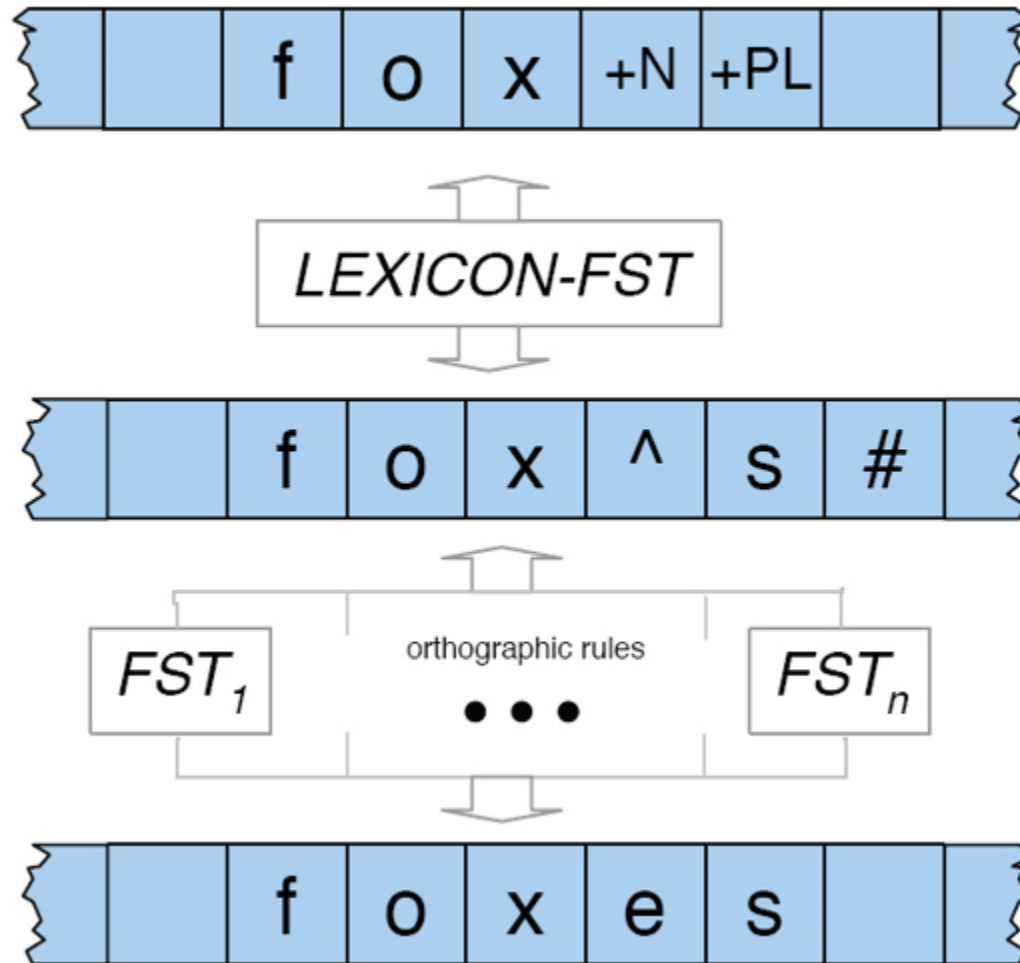 f o x +N +PL
LEXICON-FST
f o x ^ s #
orthographic rules
FST1 ... FSTn
f o x e s